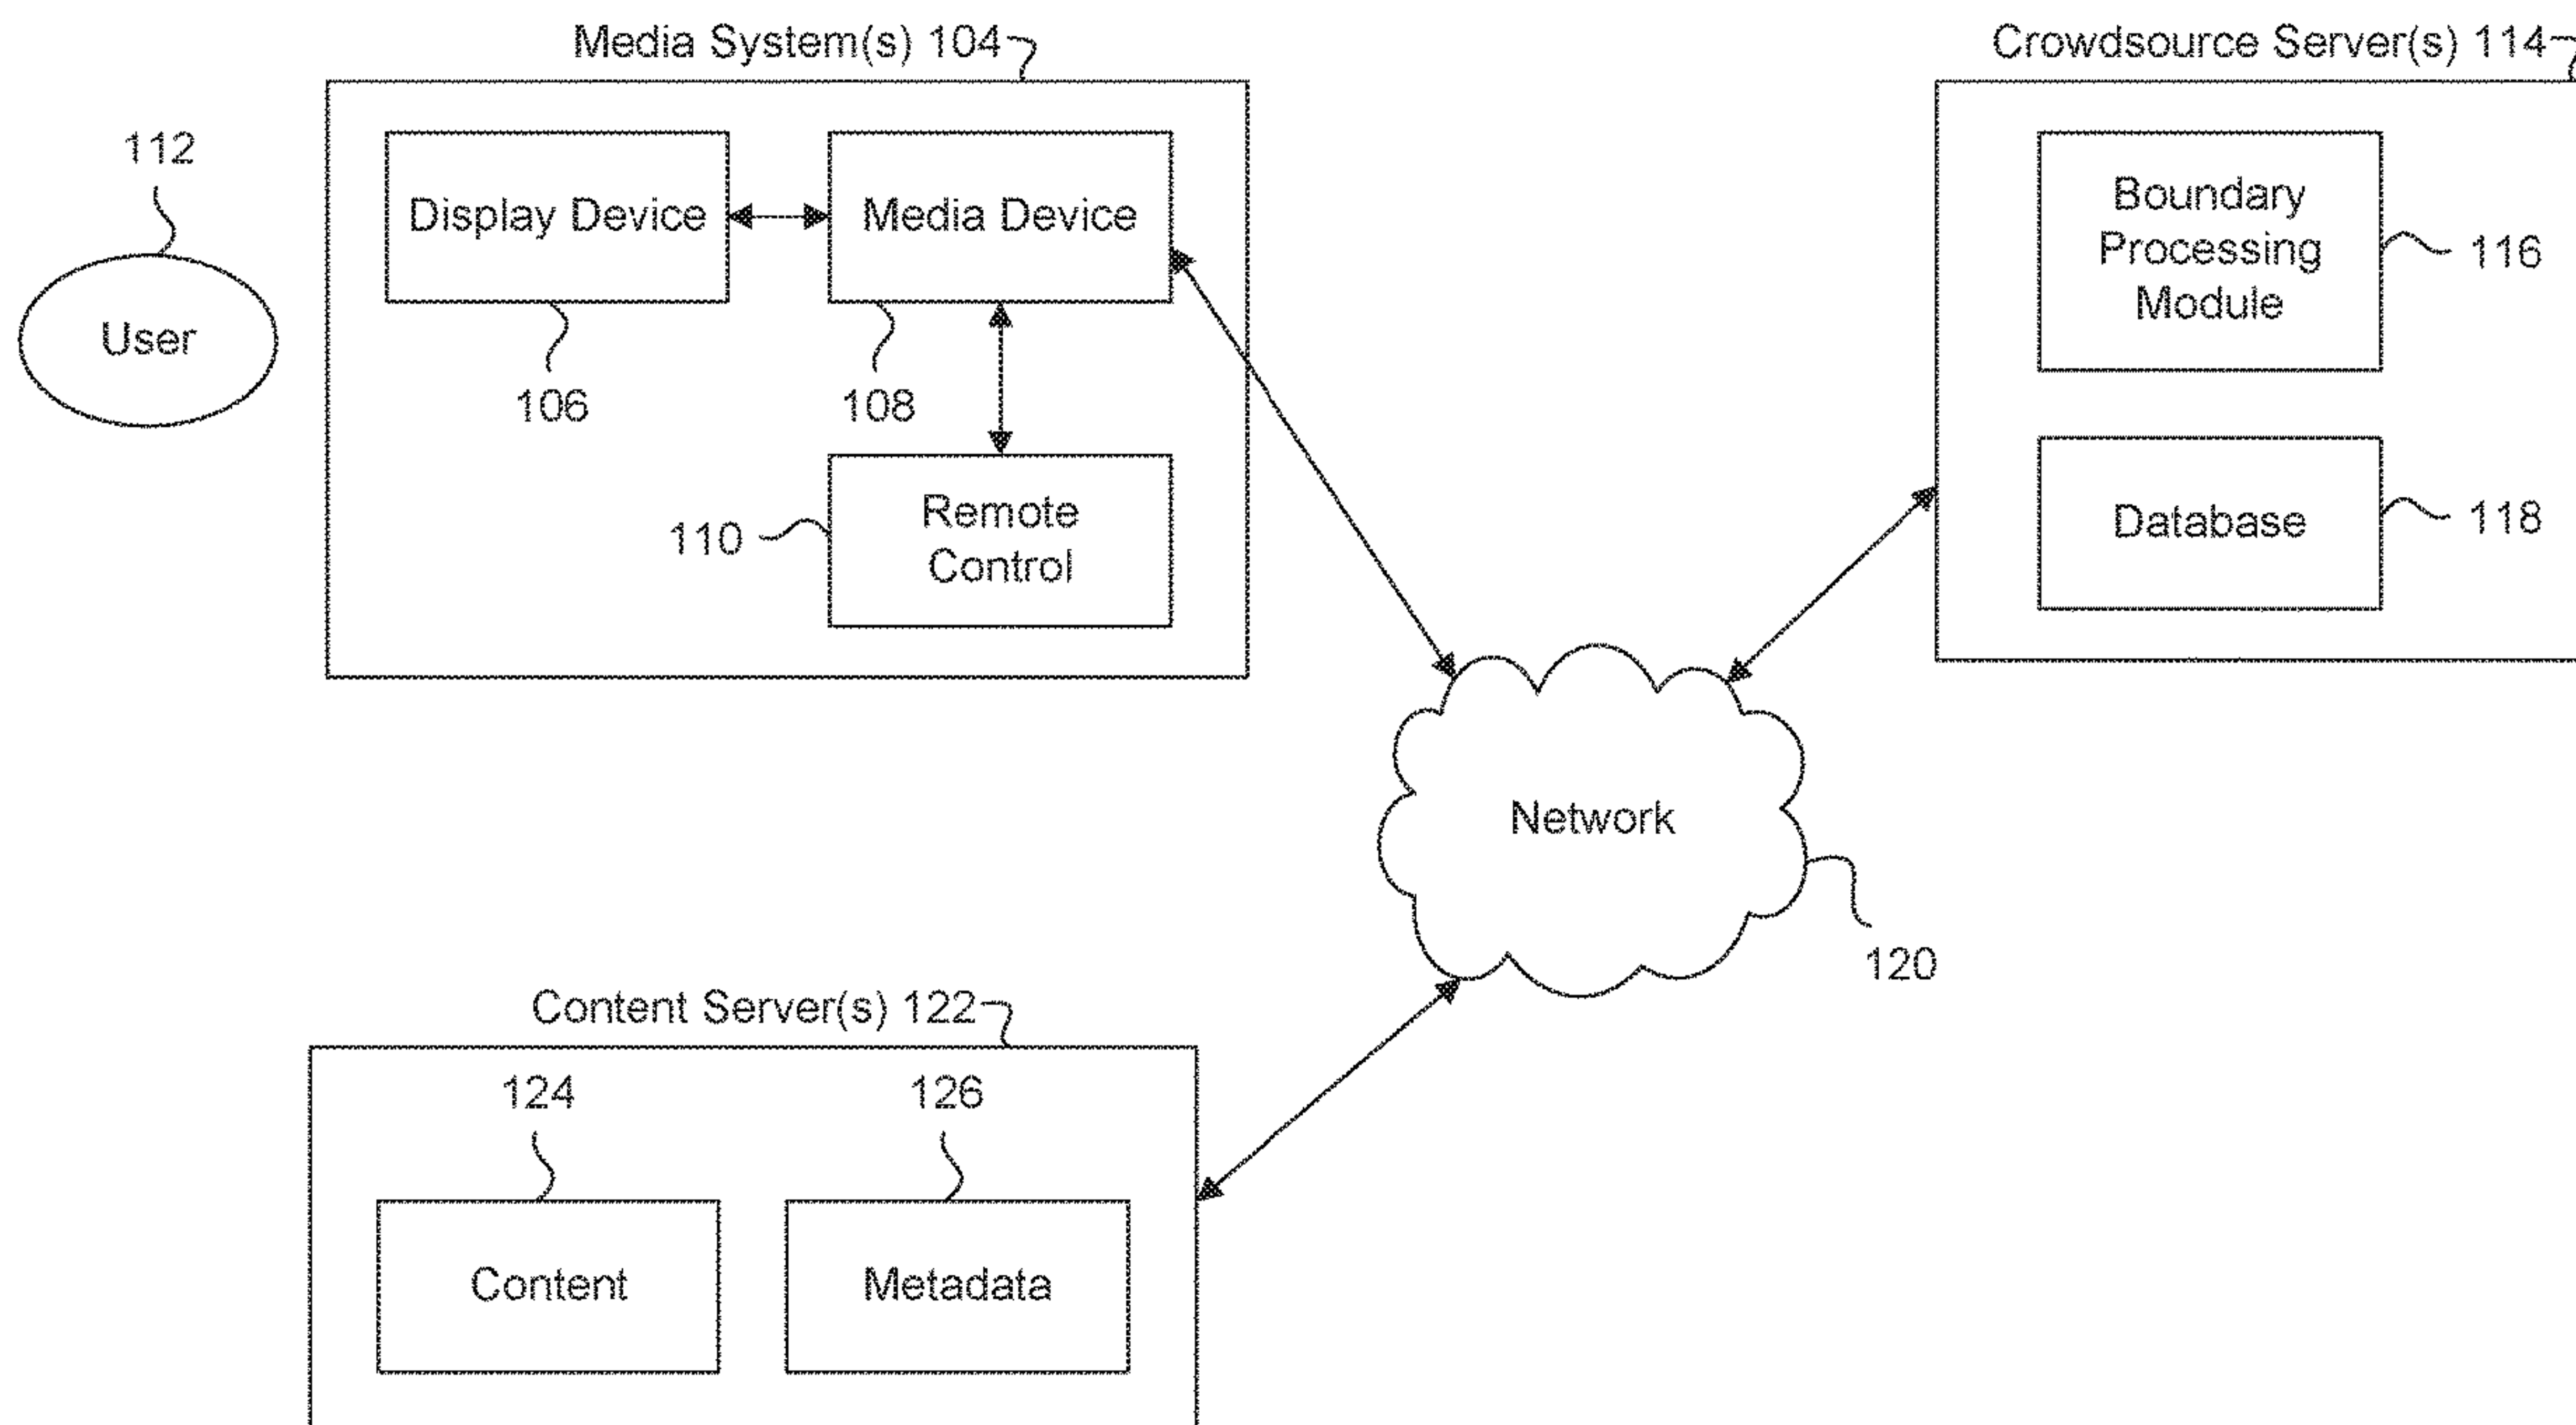 Media System(s) 104
Crowdsource Server(s) 114
112
User
Display Device
106
Media Device
108
110
Remote
Control
Boundary
Processing
Module
116
Database
118
Network
120
Content Server(s) 122
124
126
Content
Metadata